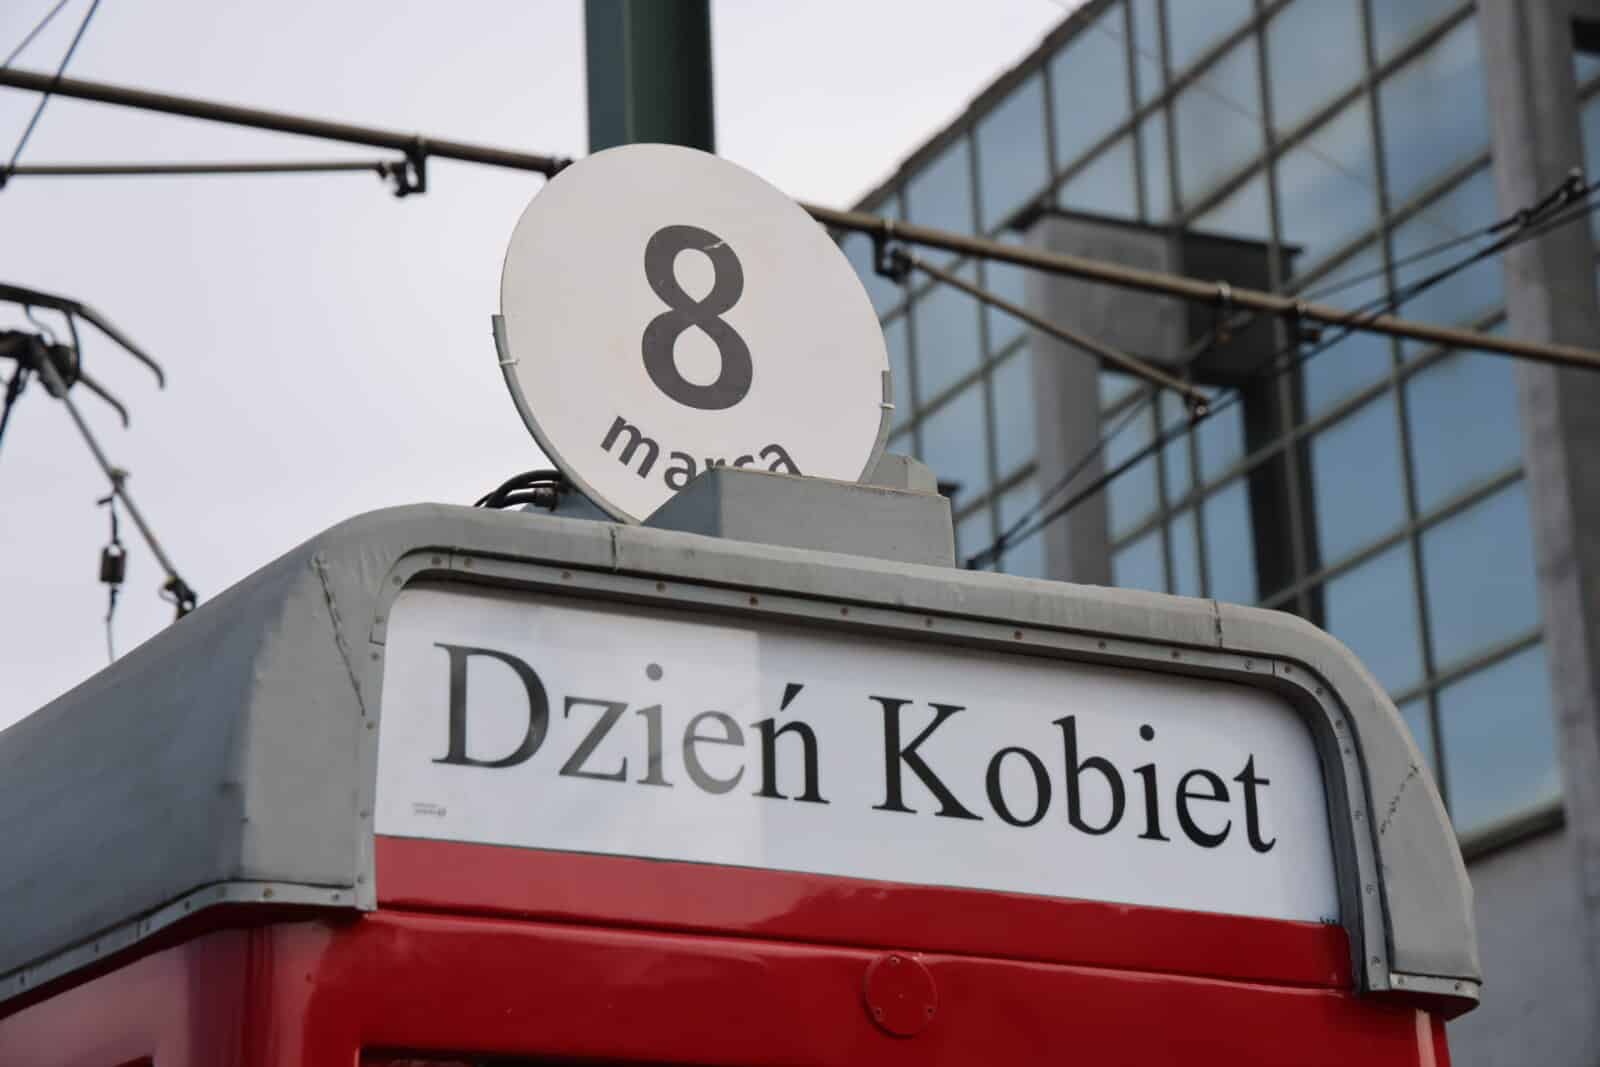 8
marca
Dzień Kobiet